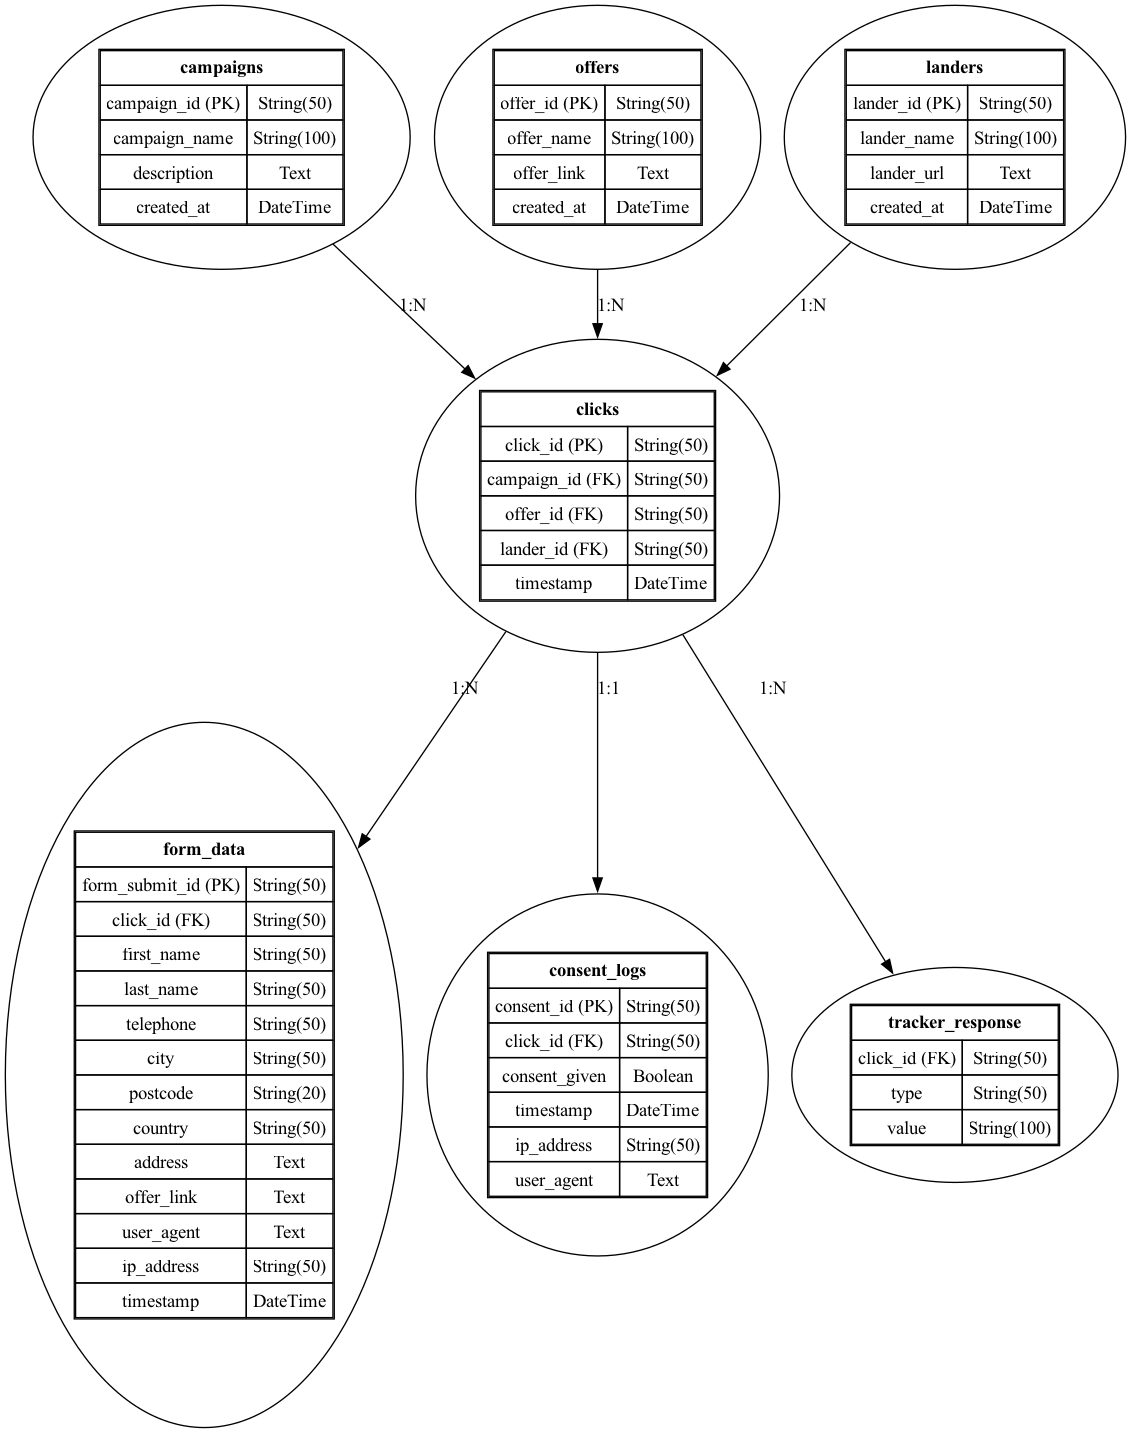 campaigns
campaign_id (PK) String(50)
campaign_name String(100)
description Text
created_at DateTime
offers
offer_id (PK) String(50)
offer_name String(100)
offer_link Text
created_at DateTime
landers
lander_id (PK) String(50)
lander_name String(100)
lander_url Text
created_at DateTime
1:N
1:N
1:N
clicks
click_id (PK) String(50)
campaign_id (FK) String(50)
offer_id (FK) String(50)
lander_id (FK) String(50)
timestamp DateTime
1:N
1:1
1:N
form_data
form_submit_id (PK) String(50)
click_id (FK) String(50)
first_name String(50)
last_name String(50)
telephone String(50)
city String(50)
postcode String(20)
country String(50)
address Text
offer_link Text
user_agent Text
ip_address String(50)
timestamp DateTime
consent_logs
consent_id (PK) String(50)
click_id (FK) String(50)
consent_given Boolean
timestamp DateTime
ip_address String(50)
user_agent Text
tracker_response
click_id (FK) String(50)
type String(50)
value String(100)